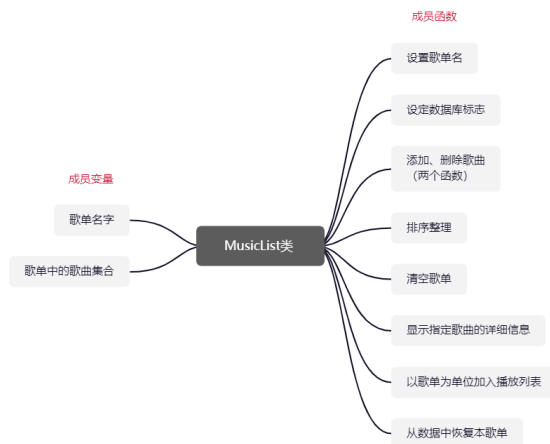 成员函数
设置歌单名
设定数据库标志
添加、删除歌曲
（两个函数）
成员变量
歌单名字
MusicList类
排序整理
歌单中的歌曲集合
清空歌单
显示指定歌曲的详细信息
以歌单为单位加入播放列表
从数据中恢复本歌单